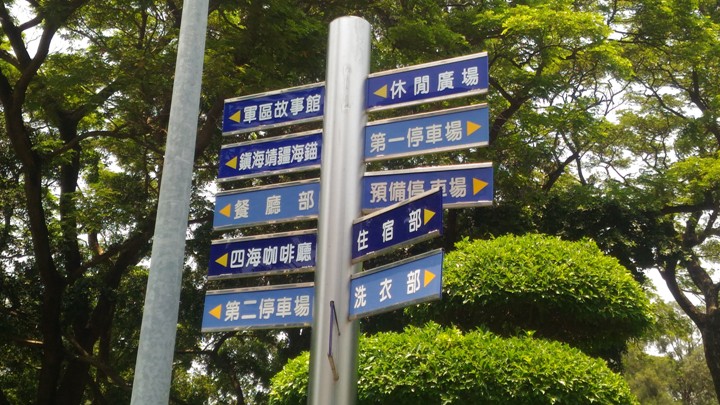 軍區故事館
鎮海靖疆海錨
餐廳部
四海咖啡廳
第二停車場
休閒廣場
第一停車場
預備停車場
住宿部
洗衣部